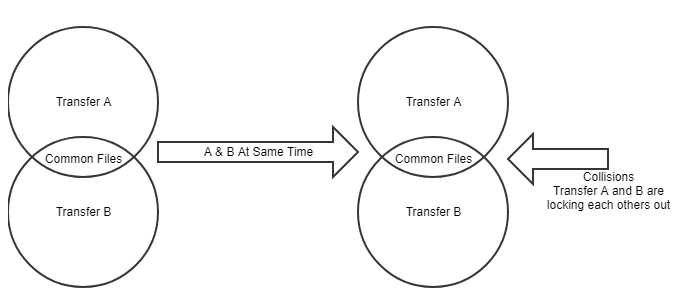 Transfer A
Common Files
Transfer B
A & B At Same Time
Transfer A
Common Files
Transfer B
Collisions
Transfer A and B are
locking each others out